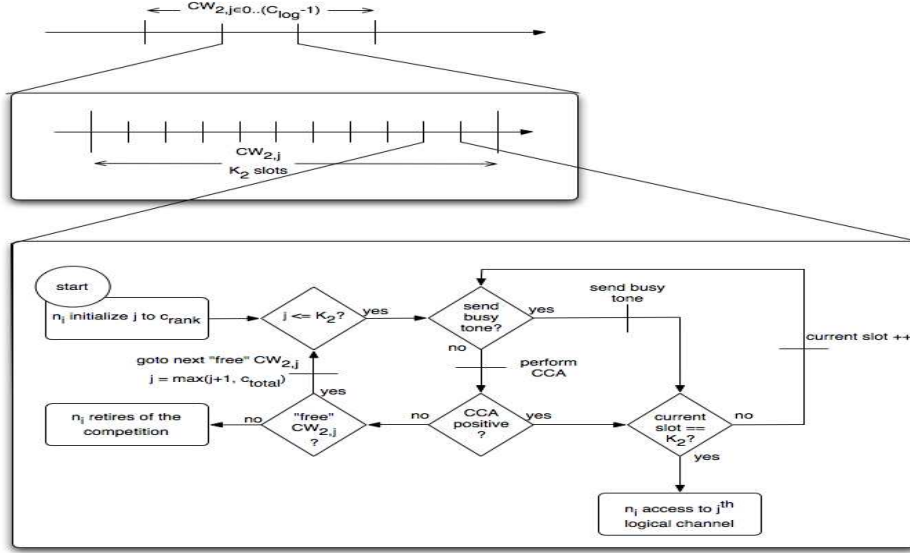 CW2,j∈0..(Clog-1)
CW2,j
K2 slots
start
ni initialize j to crank
j <= K2?
yes
send
busy
tone?
yes
send busy
tone
current slot ++
no
perform
CCA
goto next "free" CW2,j
j = max(j+1, ctotal)
yes
ni retires of the
competition
no
"free"
CW2,j
?
no
CCA
positive
?
yes
current
slot ==
K2?
no
yes
ni access to jth
logical channel